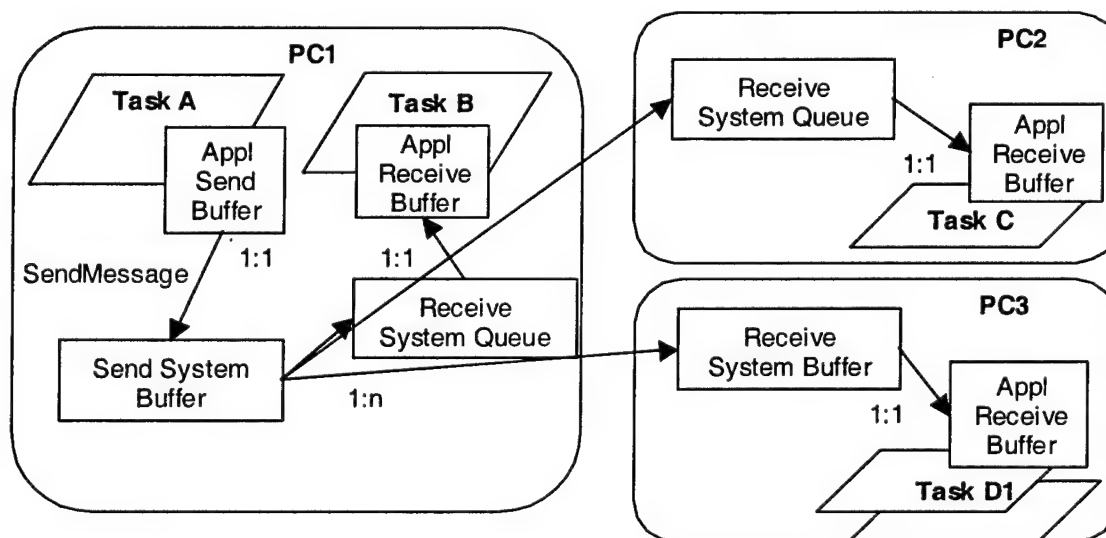 PC1
Task A
Appl
Send
Buffer
1:1
SendMessage
Send System
Buffer
1:n
Task B
Appl
Receive
Buffer
1:1
Receive
System Queue
PC2
Receive
System Queue
1:1
Appl
Receive
Buffer
Task C
PC3
Receive
System Buffer
1:1
Appl
Receive
Buffer
Task D1